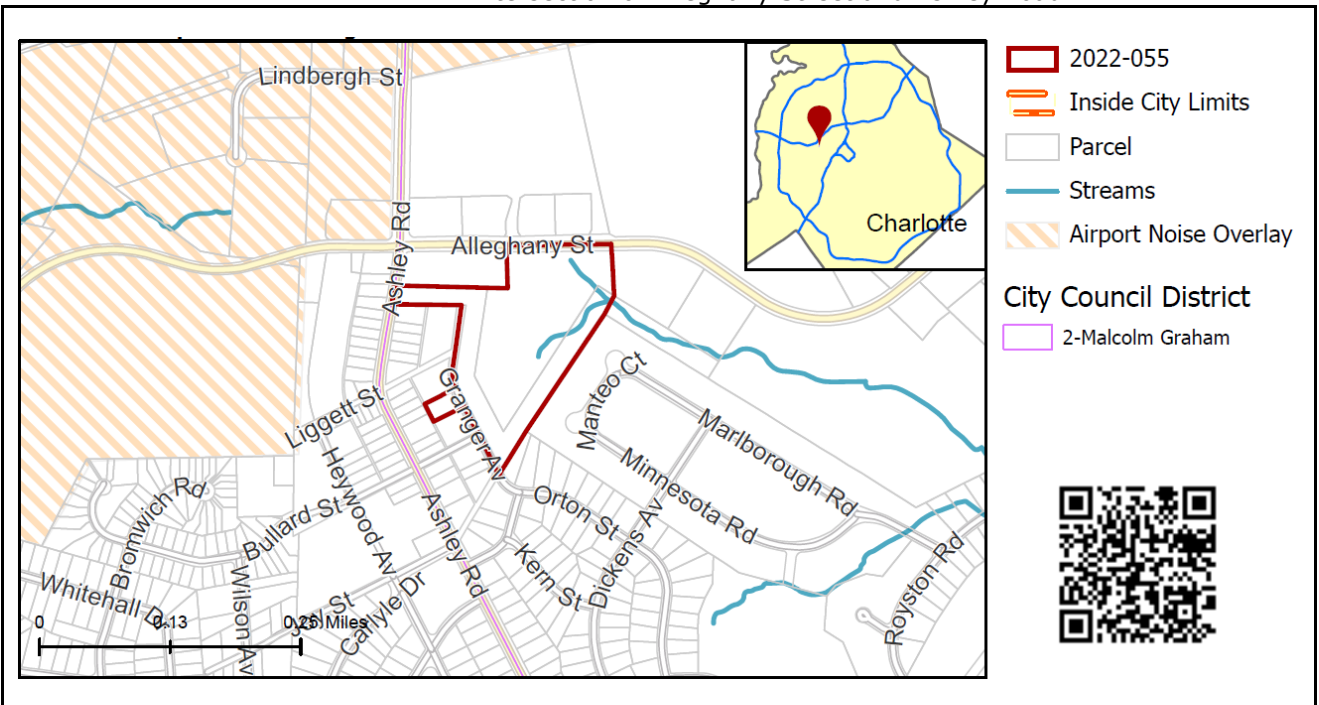 Lindbergh St
Ashley Rd
Alleghany St
Charlotte
Liggett St
Granger Av
Manteo Ct
Marlborough Rd
Minnesota Rd
Heywood Av
Bromwich Rd
Bullard St
Ashley Rd
Orton St
Dickens Av
Kern St
Royston Rd
Whitehall
Wilson Av
Carlyle Dr
St
0 0.13 0.25 Miles
2022-055
Inside City Limits
Parcel
Streams
Airport Noise Overlay
City Council District
2-Malcolm Graham